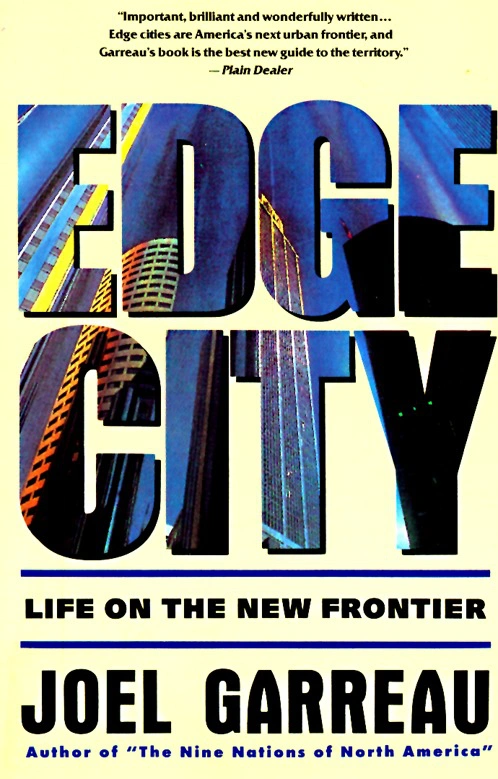 “Important, brilliant and wonderfully written...
Edge cities are America’s next urban frontier, and
Garreau’s book is the best new guide to the territory.”
— Plain Dealer
EDGE
CITY
LIFE ON THE NEW FRONTIER
JOEL GARREAU
Author of “The Nine Nations of North America”